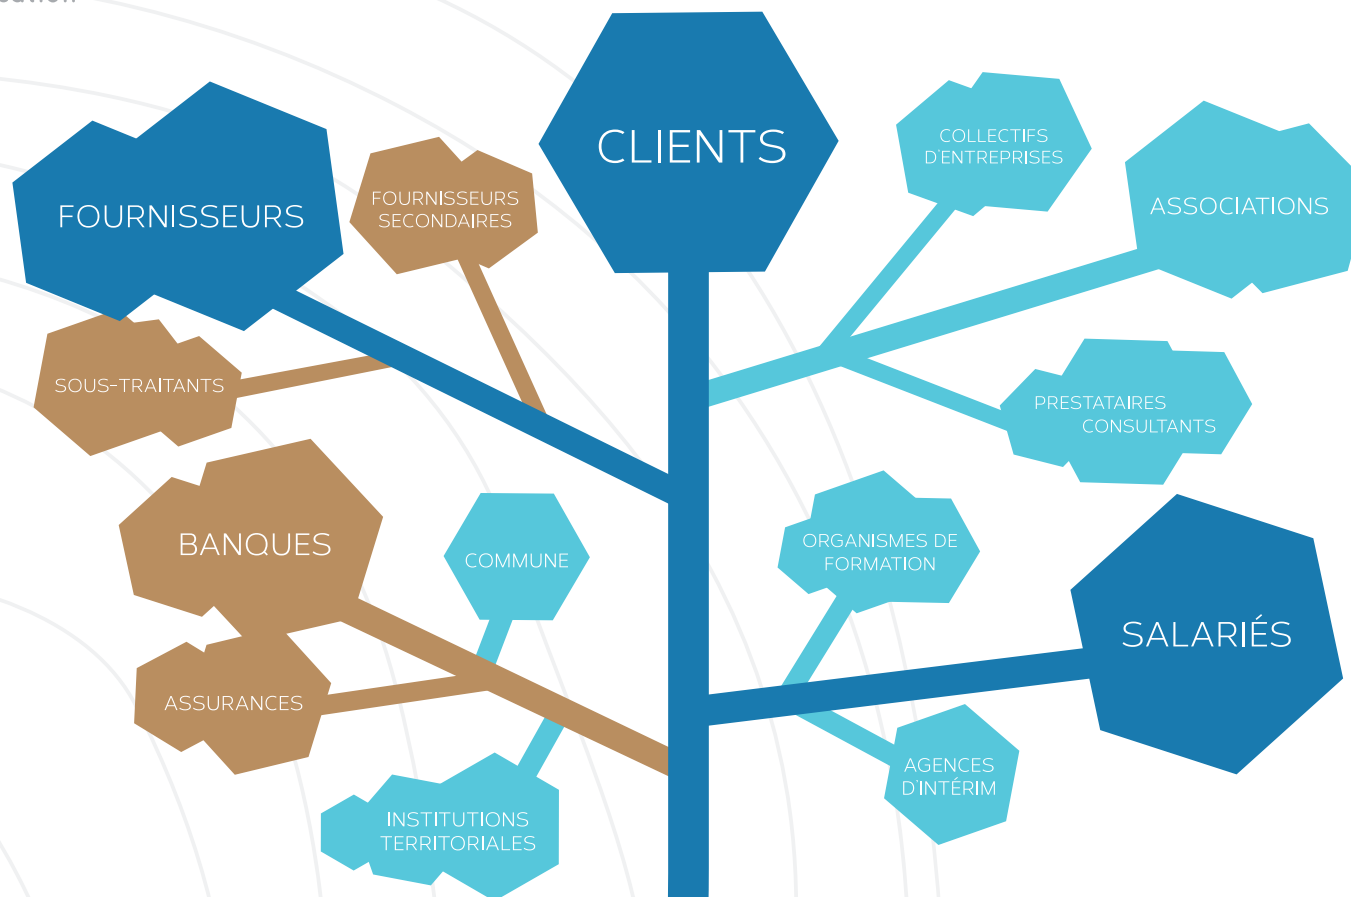 CLIENTS
COLLECTIFS
D'ENTREPRISES
FOURNISSEURS
SECONDAIRES
ASSOCIATIONS
FOURNISSEURS
SOUS-TRAITANTS
PRESTATAIRES
CONSULTANTS
BANQUES
COMMUNE
ORGANISMES DE
FORMATION
SALARIÉS
ASSURANCES
AGENCES
D'INTÉRIM
INSTITUTIONS
TERRITORIALES